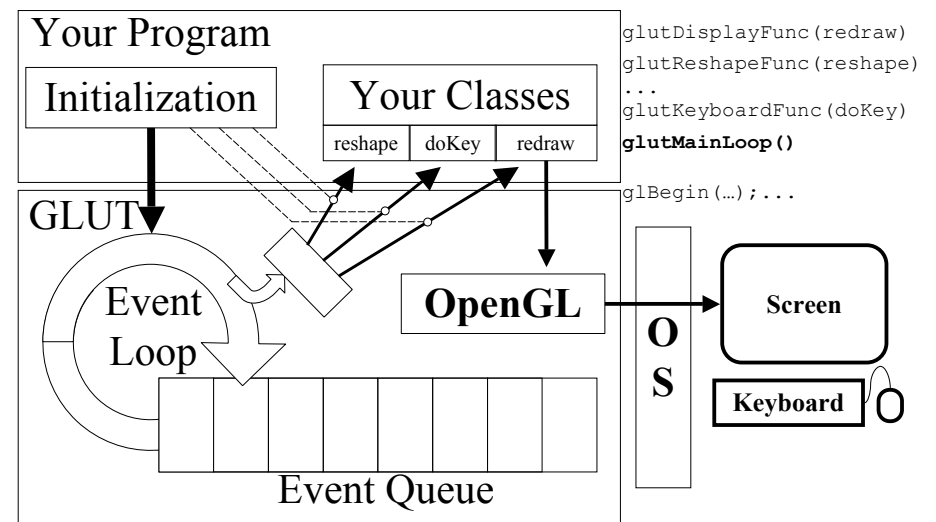 Your Program
Initialization
Your Classes
reshape doKey redraw
glutDisplayFunc(redraw)
glutReshapeFunc(reshape)
...
glutKeyboardFunc(doKey)
glutMainLoop()
glBegin(…);...
GLUT
Event
Loop
OpenGL
O
S
Screen
Keyboard
Event Queue